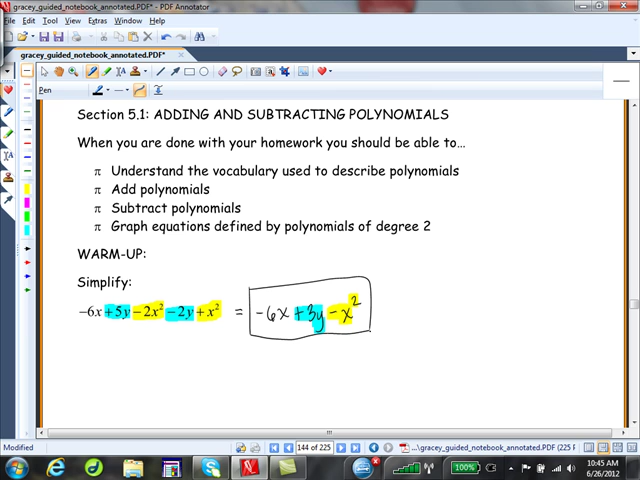 gracey_guided_notebook_annotated.PDF* - PDF Annotator
File Edit Tool View Extras Window Help
gracey_guided_notebook_annotated.PDF*
Pen
Section 5.1: ADDING AND SUBTRACTING POLYNOMIALS
When you are done with your homework you should be able to…
π Understand the vocabulary used to describe polynomials
π Add polynomials
π Subtract polynomials
π Graph equations defined by polynomials of degree 2
WARM-UP:
Simplify:
−6x + 5y − 2x² − 2y + x² = -6x + 3y - x²
Modified
144 of 225
...\gracey_guided_notebook_annotated.PDF (225 P
100%
10:45 AM
6/26/2012